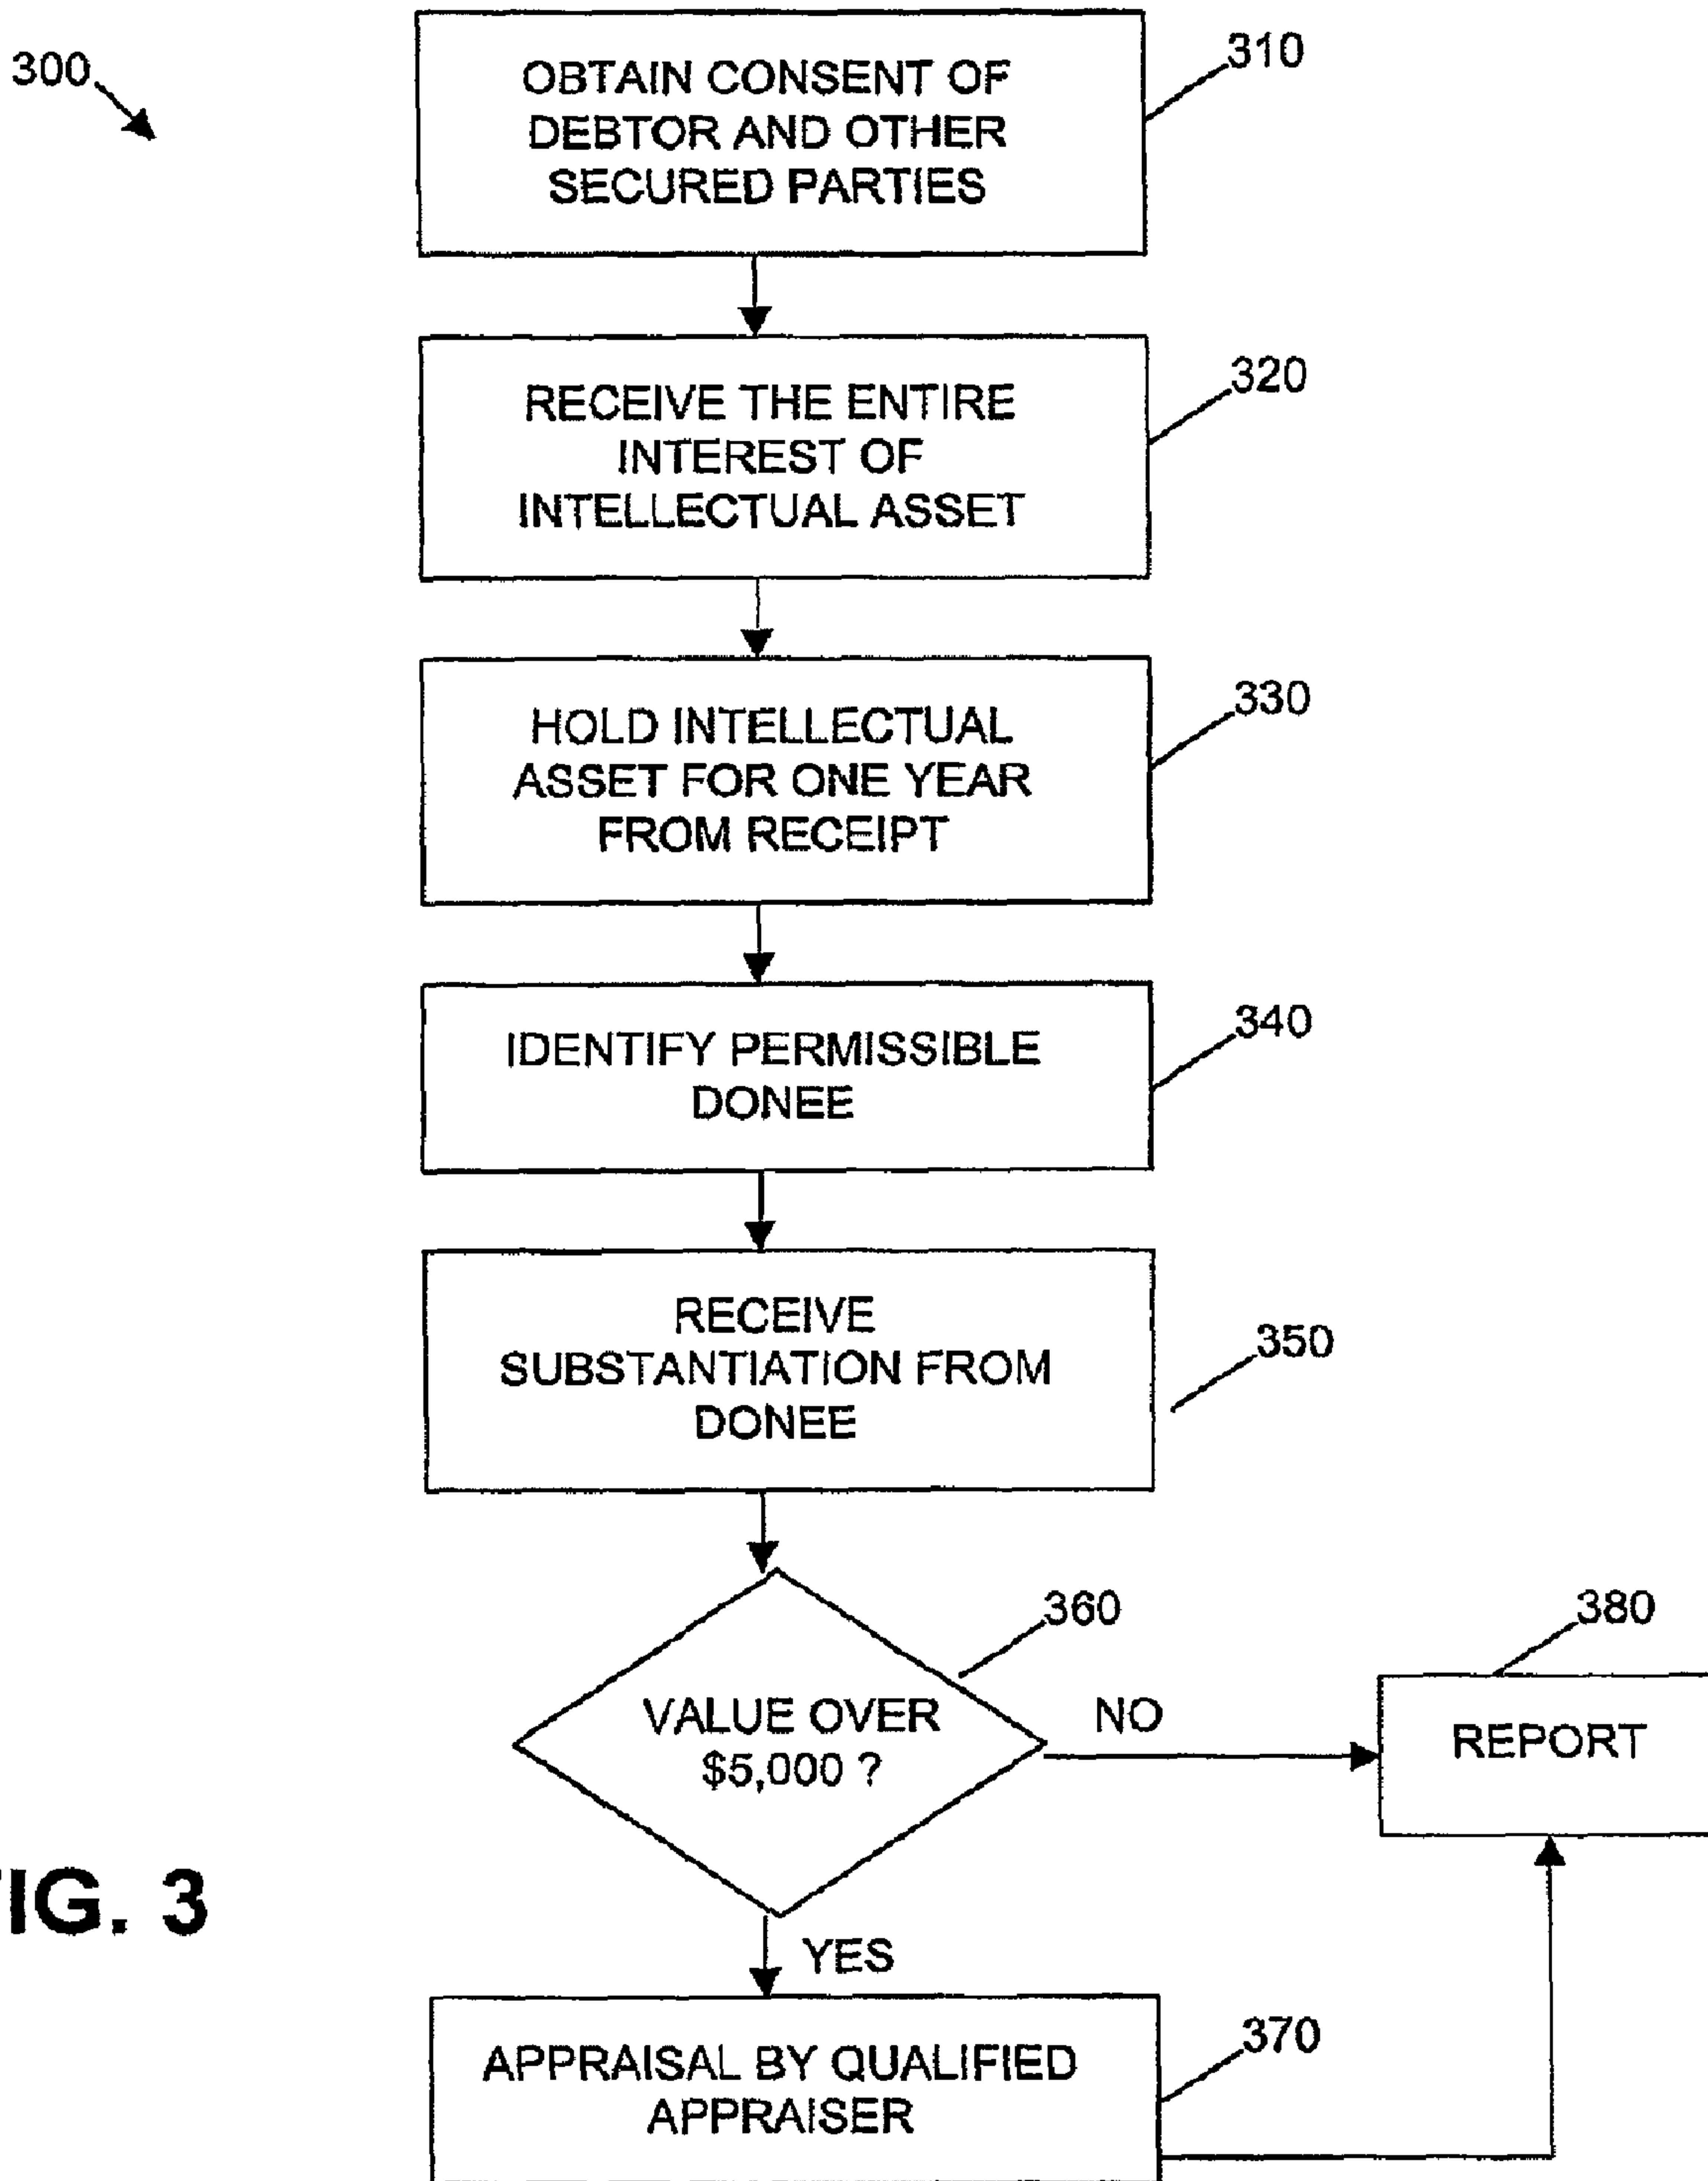 300
310
OBTAIN CONSENT OF
DEBTOR AND OTHER
SECURED PARTIES
320
RECEIVE THE ENTIRE
INTEREST OF
INTELLECTUAL ASSET
330
HOLD INTELLECTUAL
ASSET FOR ONE YEAR
FROM RECEIPT
340
IDENTIFY PERMISSIBLE
DONEE
350
RECEIVE
SUBSTANTIATION FROM
DONEE
360
VALUE OVER
$5,000 ?
NO
380
REPORT
YES
370
APPRAISAL BY QUALIFIED
APPRAISER
IG. 3